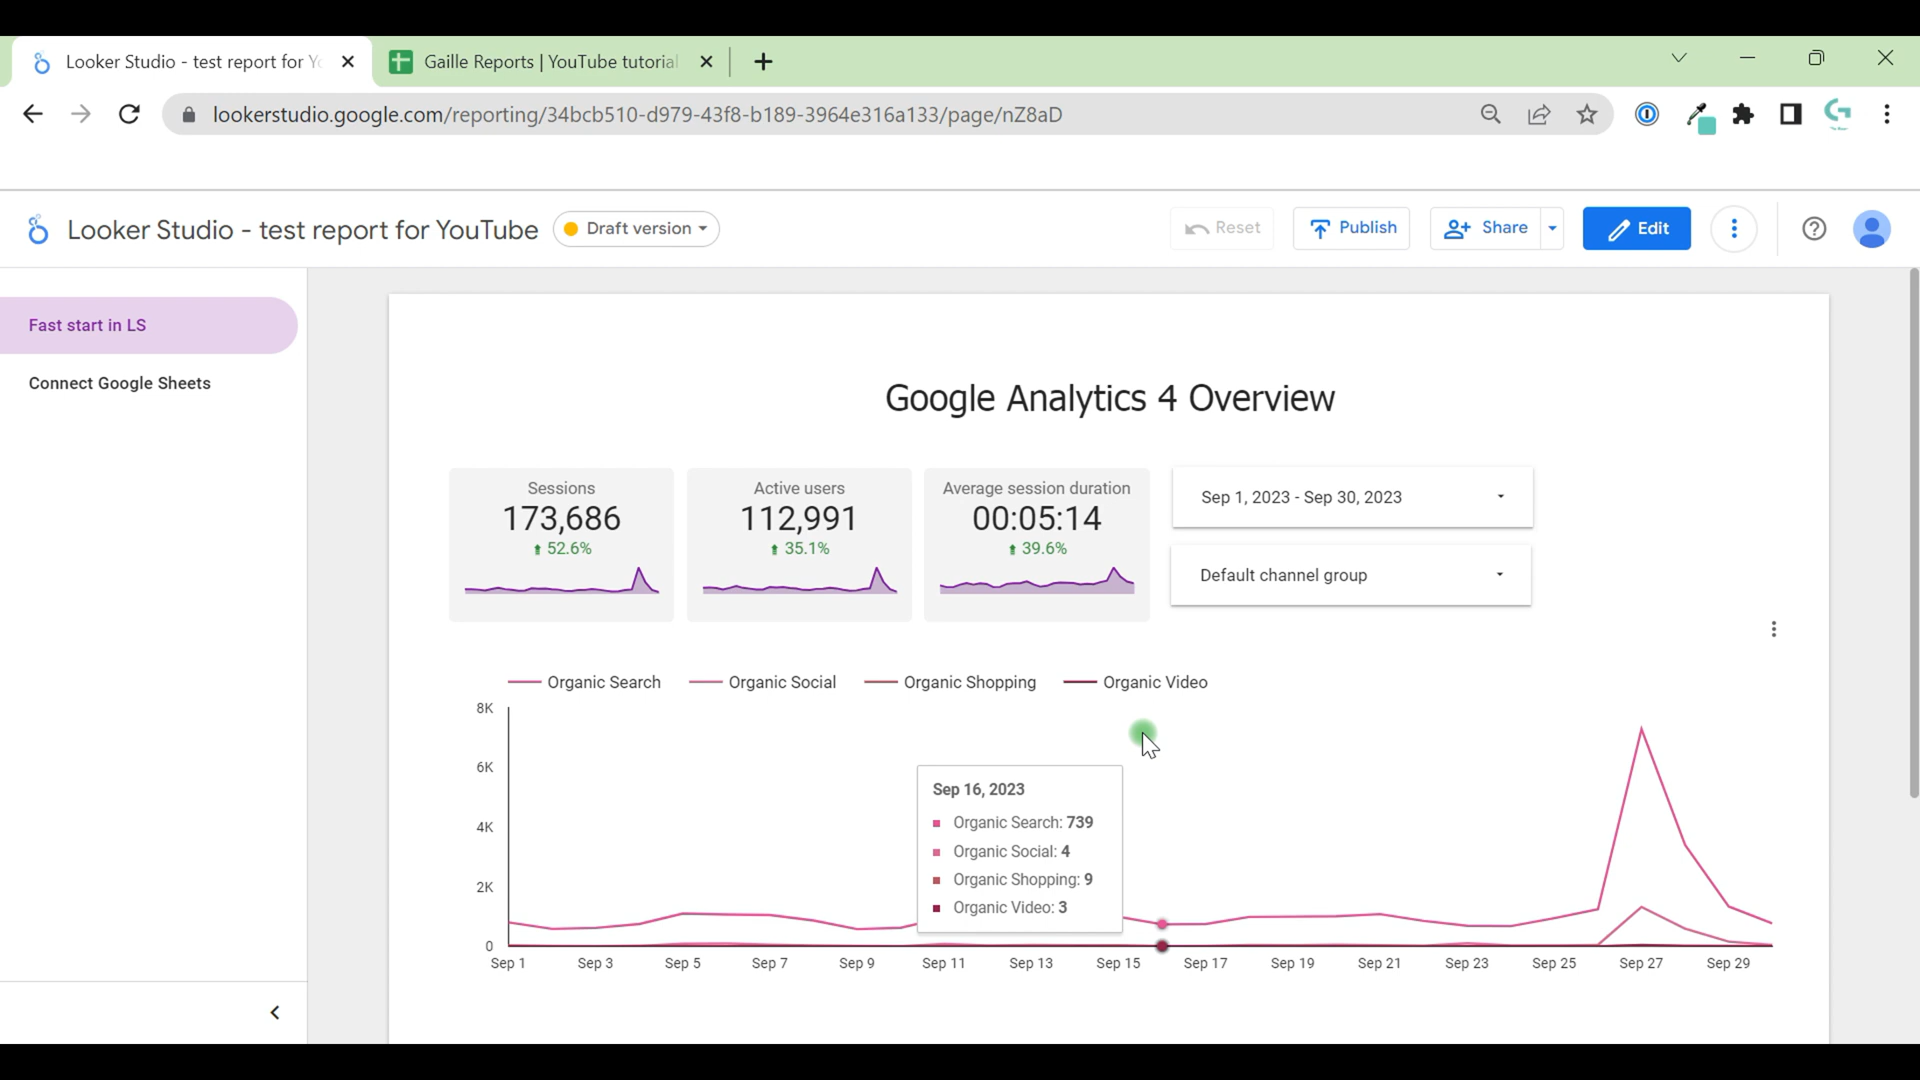 Looker Studio - test report for Yo
Gaille Reports | YouTube tutorial
lookerstudio.google.com/reporting/34bcb510-d979-43f8-b189-3964e316a133/page/nZ8aD
Looker Studio - test report for YouTube
Draft version
Reset
Publish
Share
Edit
Fast start in LS
Connect Google Sheets
Google Analytics 4 Overview
Sessions
173,686
52.6%
Active users
112,991
35.1%
Average session duration
00:05:14
39.6%
Sep 1, 2023 - Sep 30, 2023
Default channel group
Organic Search Organic Social Organic Shopping Organic Video
8K
6K
4K
2K
0
Sep 16, 2023
Organic Search: 739
Organic Social: 4
Organic Shopping: 9
Organic Video: 3
Sep 1 Sep 3 Sep 5 Sep 7 Sep 9 Sep 11 Sep 13 Sep 15 Sep 17 Sep 19 Sep 21 Sep 23 Sep 25 Sep 27 Sep 29